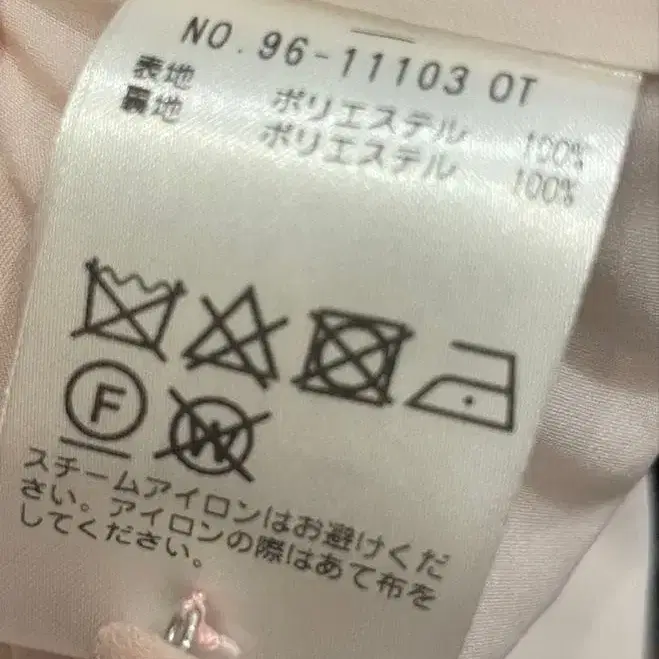 NO.96-11103 OT
表地 ポリエステル 100%
裏地 ポリエステル 100%
F
W
スチームアイロンはお避けくだ
さい。アイロンの際はあて布を
してください。